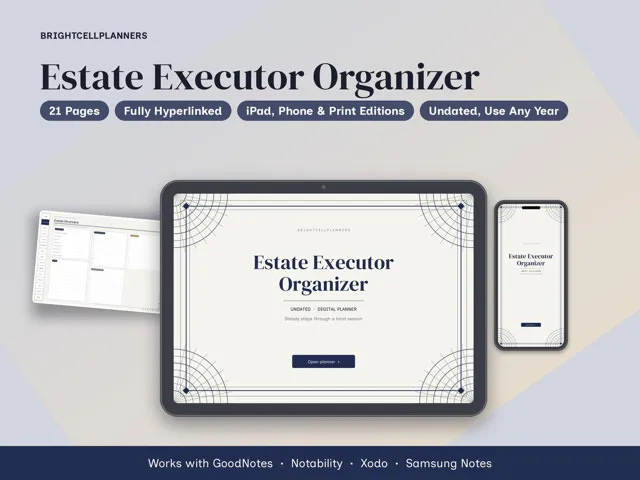 BRIGHTCELLPLANNERS
Estate Executor Organizer
21 Pages
Fully Hyperlinked
iPad, Phone & Print Editions
Undated, Use Any Year
BRIGHTCELLPLANNERS
Estate Executor
Organizer
UNDATED · DIGITAL PLANNER
Steady steps through a hard season
Open planner ›
Estate Executor
Organizer
Works with GoodNotes • Notability • Xodo • Samsung Notes